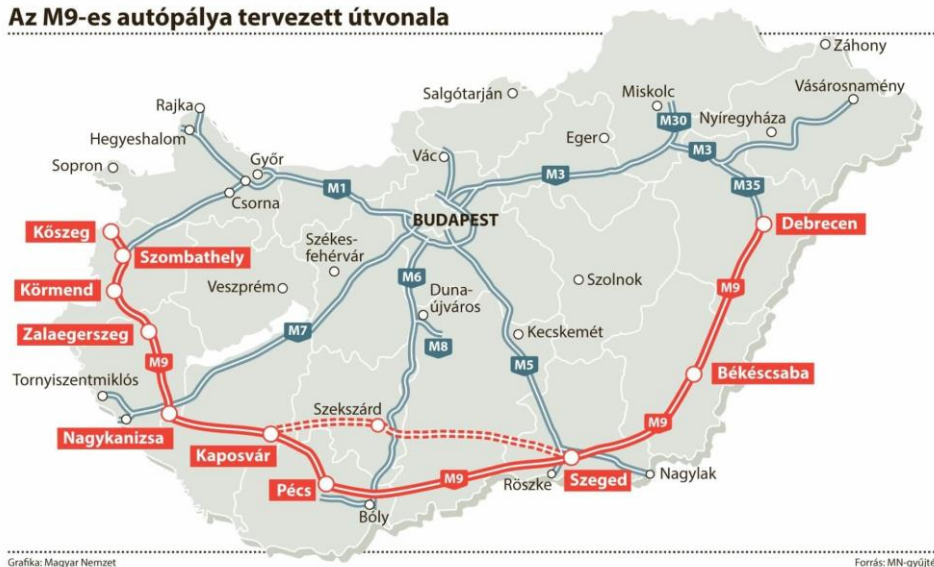 Az M9-es autópálya tervezett útvonala
Záhony
Vásárosnamény
Salgótarján
Miskolc
Rajka
M30
Nyíregyháza
Hegyeshalom
Eger
Vác
M3
Sopron
Győr
M3
M35
M1
Csorna
BUDAPEST
Debrecen
Kőszeg
Székes-
fehérvár
Szombathely
M6
Szolnok
Körmend
Veszprém
Duna-
újváros
M9
Zalaegerszeg
M7
Kecskemét
M8
M9
M5
Békéscsaba
Tornyiszentmiklós
Szekszárd
M9
Nagykanizsa
Kaposvár
Pécs
M9
Röszke
Szeged
Nagylak
Bóly
Grafika: Magyar Nemzet
Forrás: MN-gyűjté